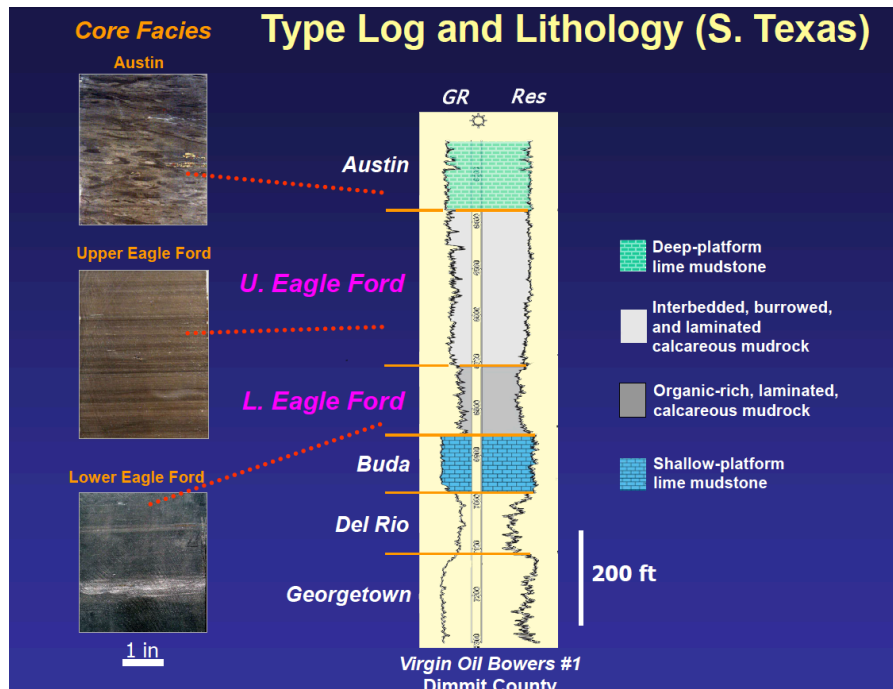 Core Facies
Type Log and Lithology (S. Texas)
Austin
GR
Res
Austin
Upper Eagle Ford
U. Eagle Ford
L. Eagle Ford
Lower Eagle Ford
Buda
Del Rio
Georgetown
Deep-platform
lime mudstone
Interbedded, burrowed,
and laminated
calcareous mudrock
Organic-rich, laminated,
calcareous mudrock
Shallow-platform
lime mudstone
200 ft
1 in
Virgin Oil Bowers #1
Dimmit County